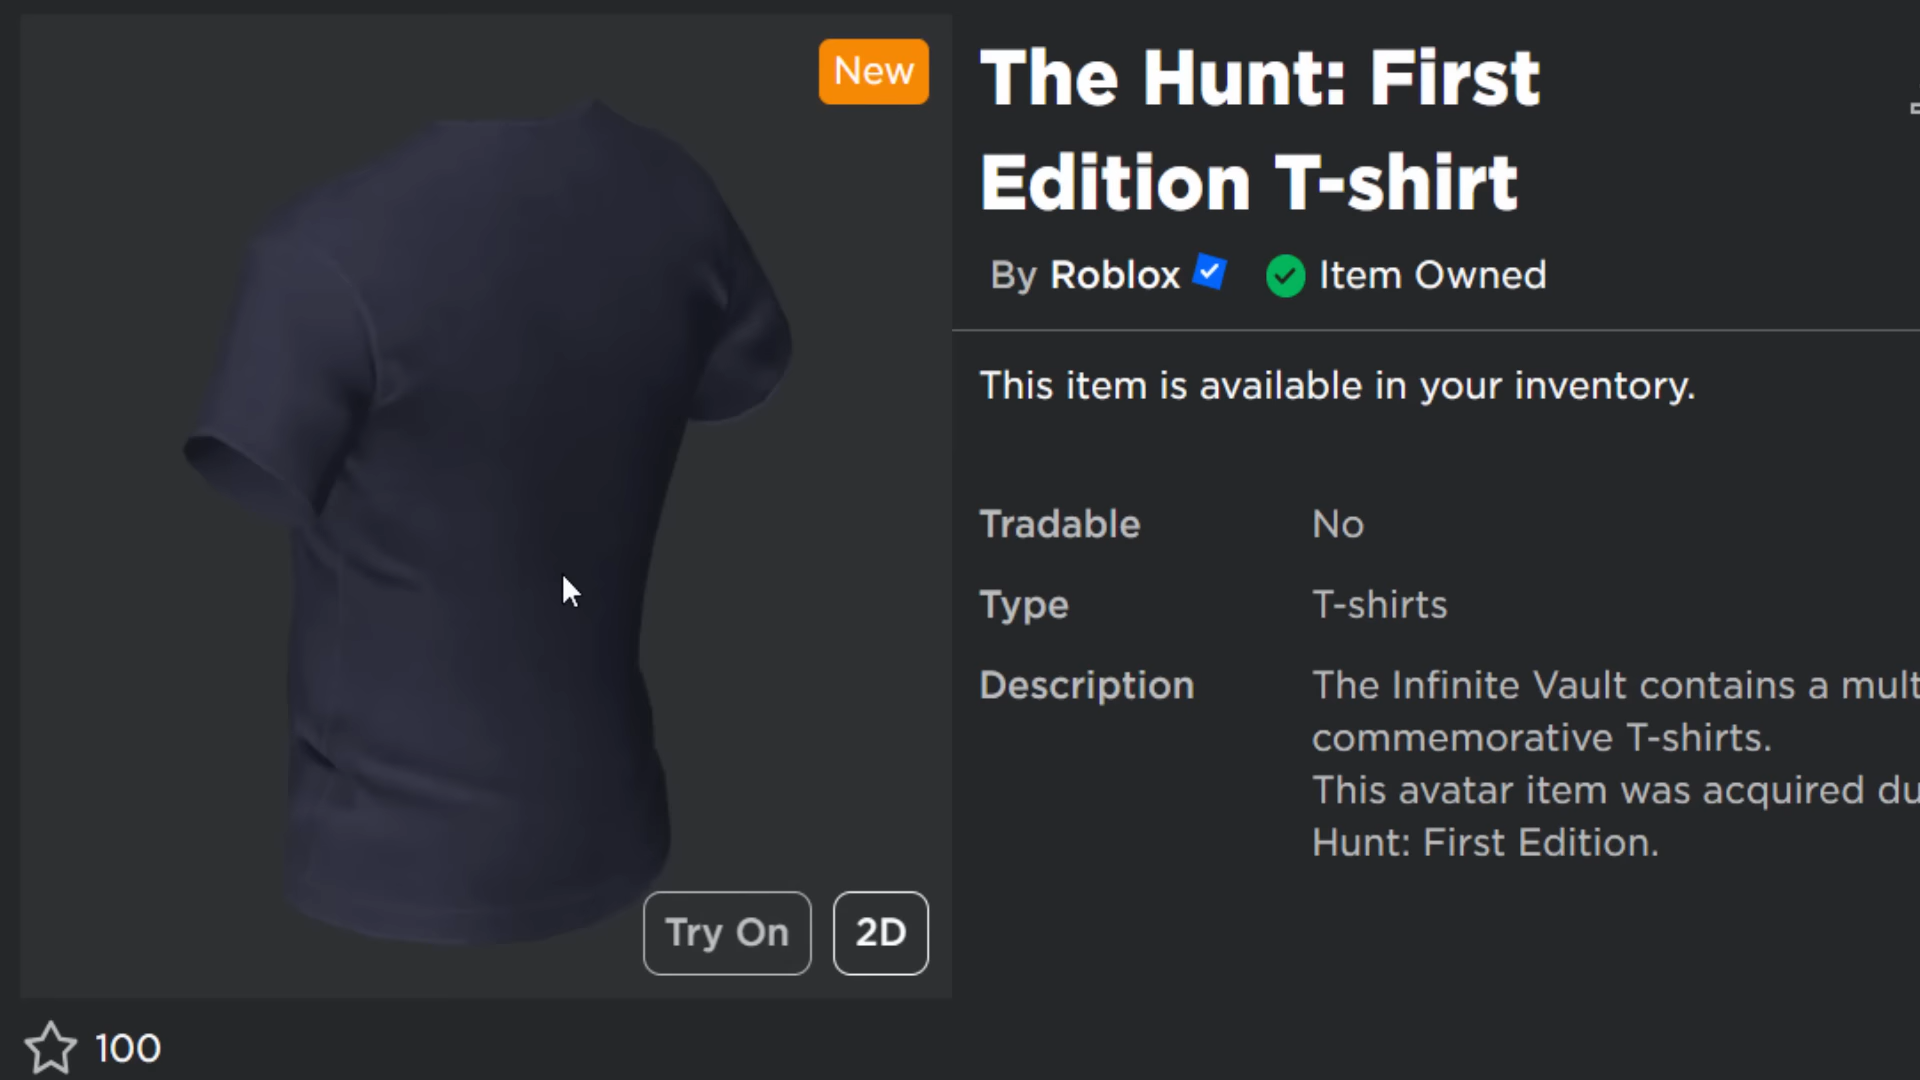 New
The Hunt: First
Edition T-shirt
By Roblox Item Owned
This item is available in your inventory.
Tradable No
Type T-shirts
Description The Infinite Vault contains a
commemorative T-shirts.
This avatar item was acquired
Hunt: First Edition.
Try On 2D
100